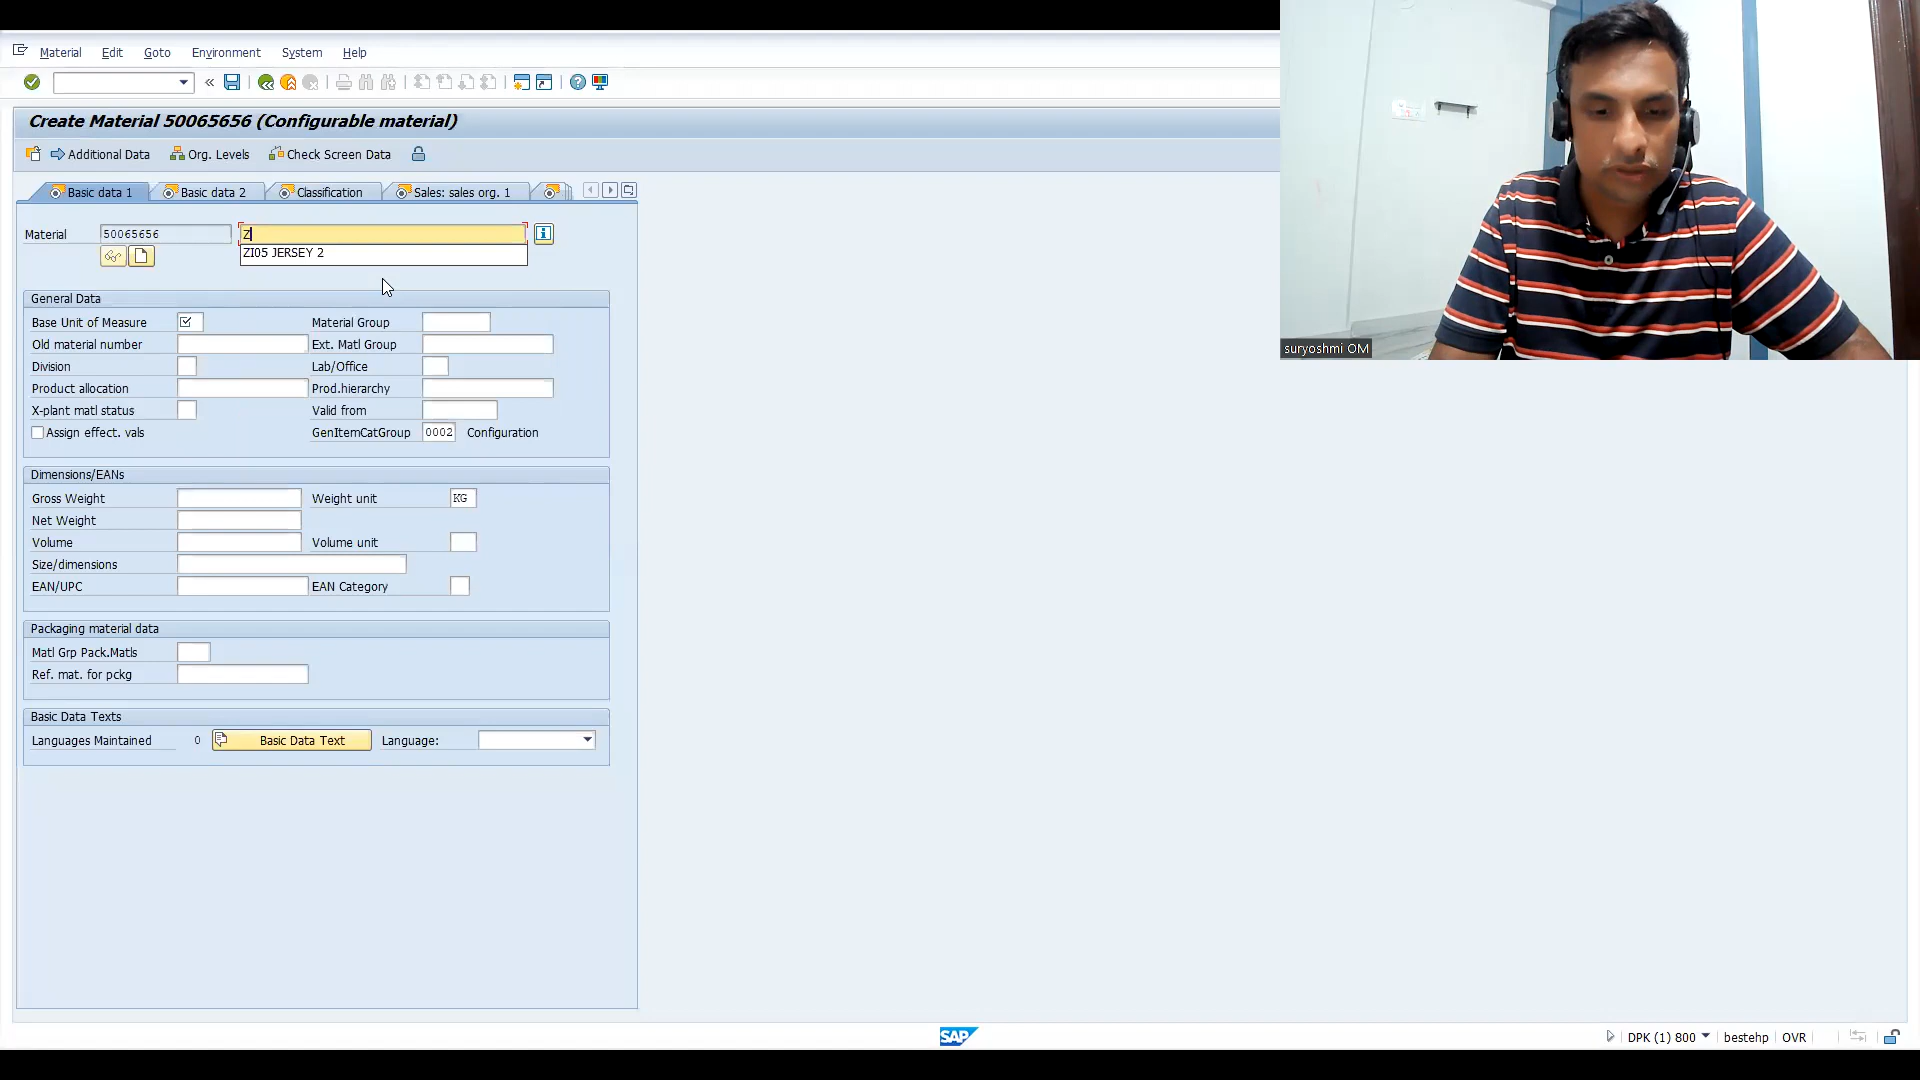 Material Edit Goto Environment System Help
Create Material 50065656 (Configurable material)
Additional Data Org. Levels Check Screen Data
Basic data 1 Basic data 2 Classification Sales: sales org. 1
Material 50065656 Z
ZI05 JERSEY 2
General Data
Base Unit of Measure Material Group
Old material number Ext. Matl Group
Division Lab/Office
Product allocation Prod.hierarchy
X-plant matl status Valid from
Assign effect. vals GenItemCatGroup 0002 Configuration
Dimensions/EANs
Gross Weight Weight unit KG
Net Weight
Volume Volume unit
Size/dimensions
EAN/UPC EAN Category
Packaging material data
Matl Grp Pack.Matls
Ref. mat. for pckg
Basic Data Texts
Languages Maintained 0 Basic Data Text Language:
suryoshmi OM
SAP
DPK (1) 800 bestehp OVR